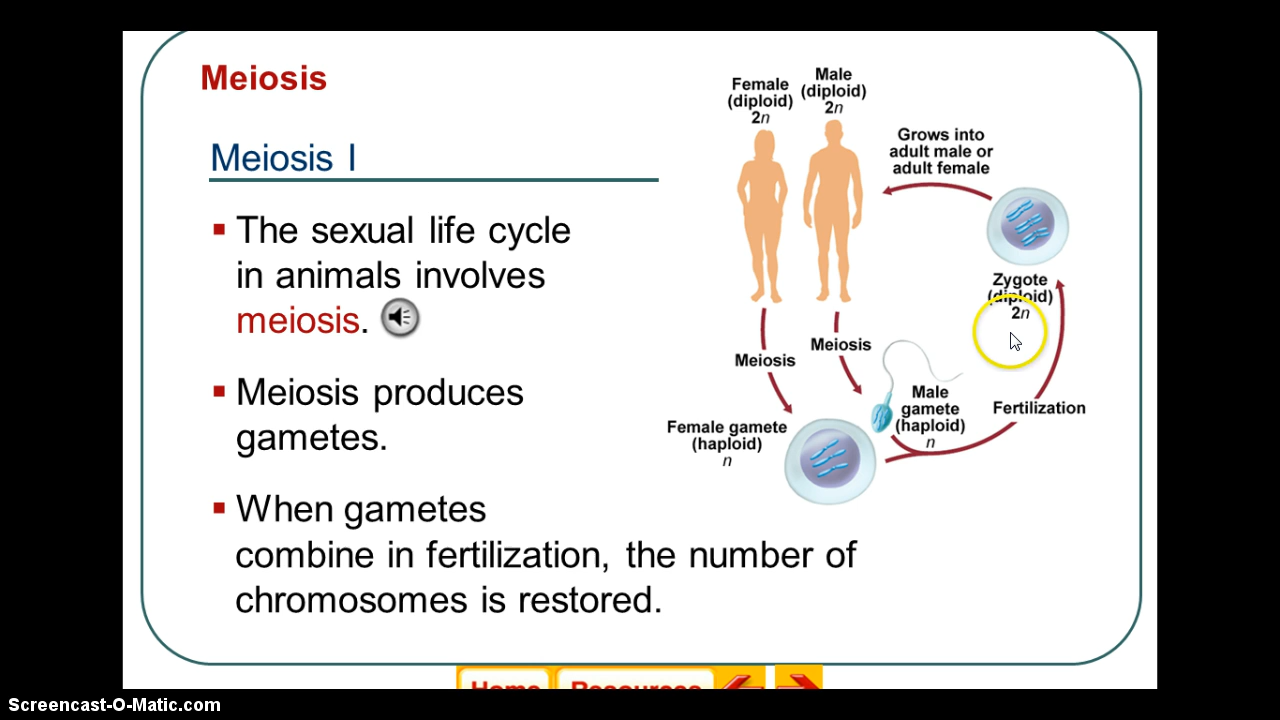 Meiosis
Meiosis I
The sexual life cycle
in animals involves
meiosis.
Meiosis produces
gametes.
When gametes
combine in fertilization, the number of
chromosomes is restored.
Female
(diploid)
2n
Male
(diploid)
2n
Grows into
adult male or
adult female
Zygote
(diploid)
2n
Meiosis
Meiosis
Male
gamete
(haploid)
n
Fertilization
Female gamete
(haploid)
n
Home
Resources
Screencast-O-Matic.com